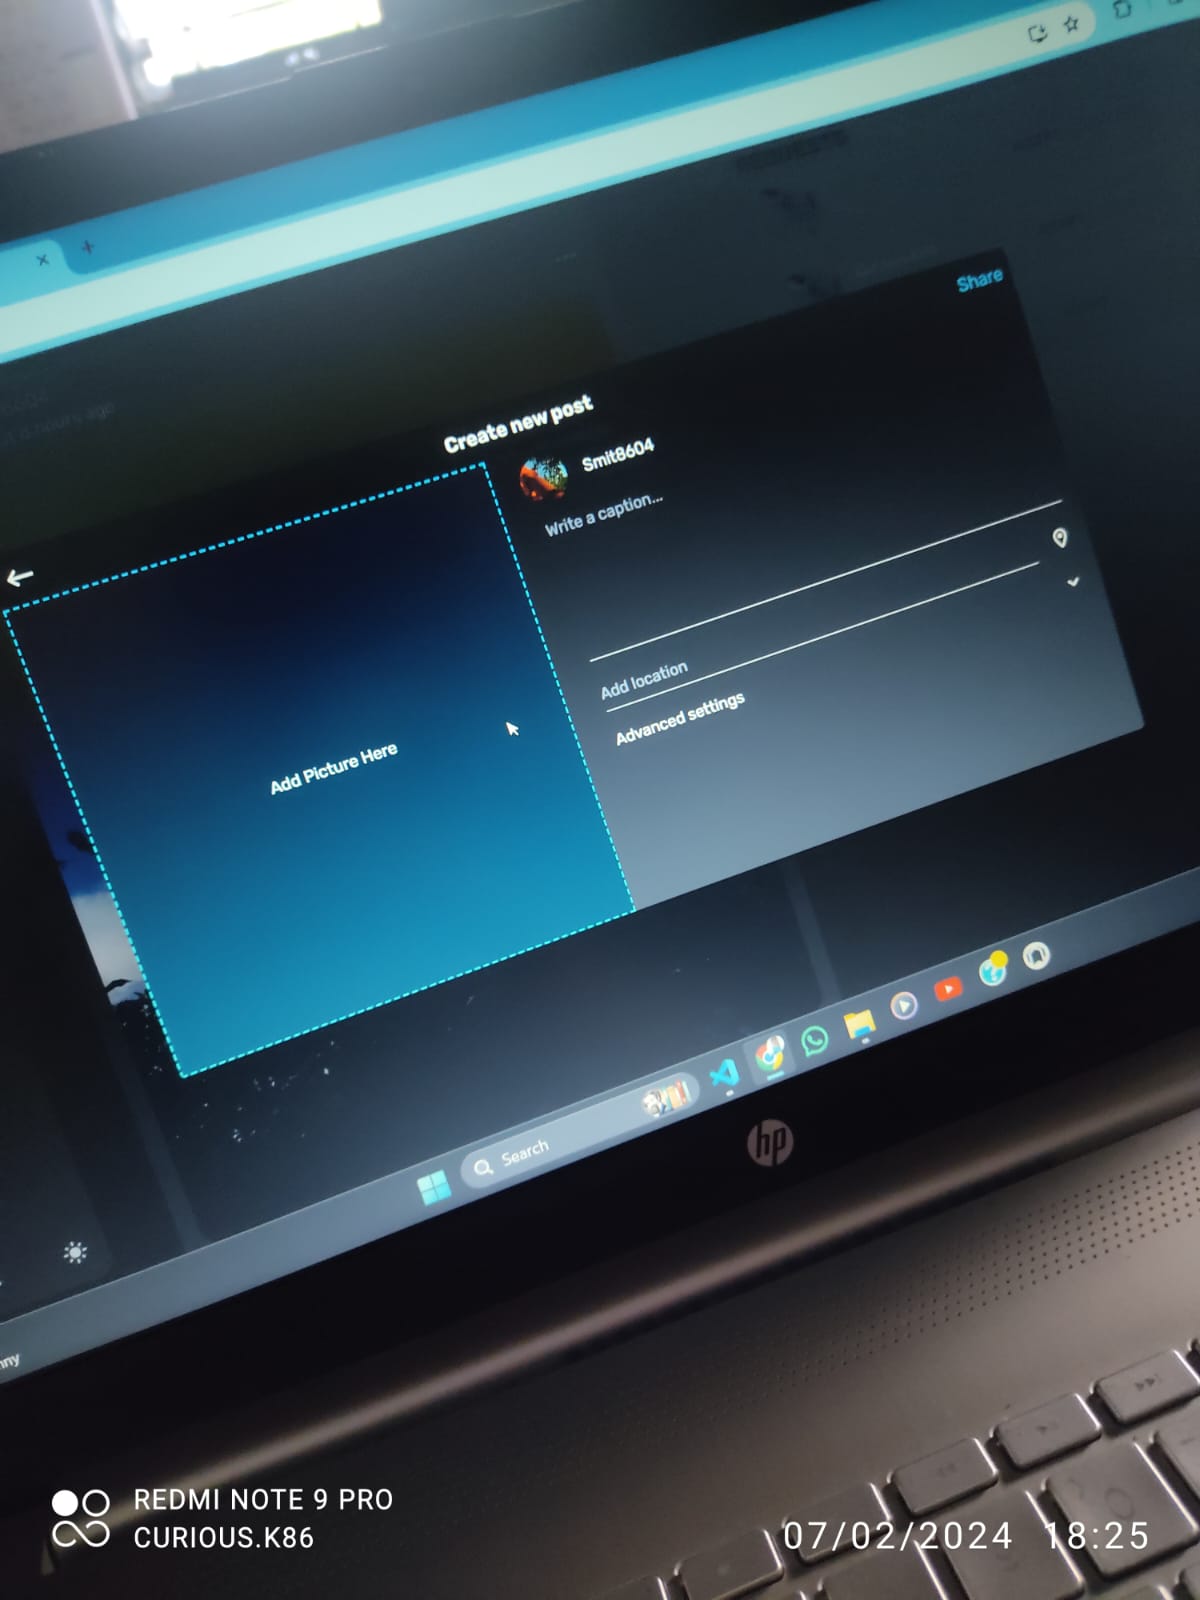 Share
Create new post
Smit8604
Write a caption...
Add location
Advanced settings
Add Picture Here
Search
hp
REDMI NOTE 9 PRO
CURIOUS.K86
07/02/2024 18:25